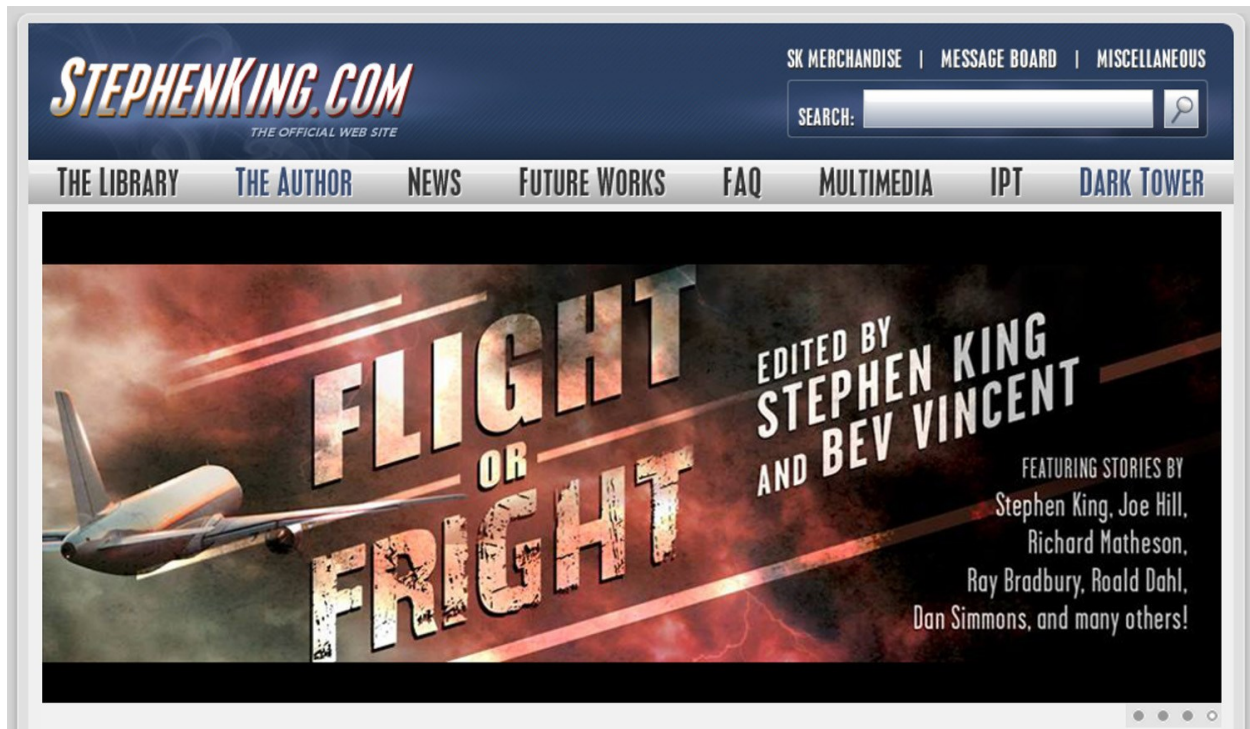 STEPHENKING.COM
THE OFFICIAL WEB SITE
SK MERCHANDISE | MESSAGE BOARD | MISCELLANEOUS
SEARCH:
THE LIBRARY THE AUTHOR NEWS FUTURE WORKS FAQ MULTIMEDIA IPT DARK TOWER
FLIGHT
OR
FRIGHT
EDITED BY
STEPHEN KING
AND BEV VINCENT
FEATURING STORIES BY
Stephen King, Joe Hill,
Richard Matheson,
Ray Bradbury, Roald Dahl,
Dan Simmons, and many others!